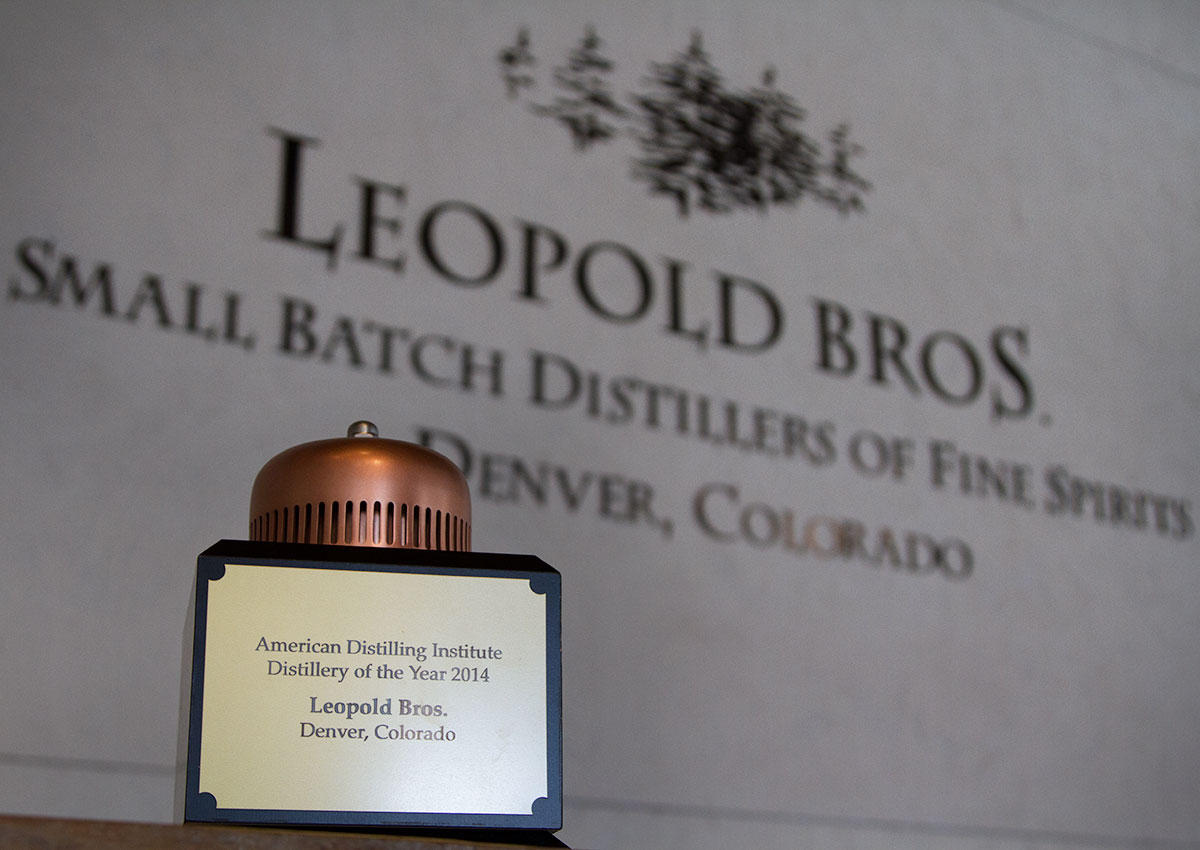 Leopold Bros.
Small Batch Distillers of Fine Spirits
Denver, Colorado
American Distilling Institute
Distillery of the Year 2014
Leopold Bros.
Denver, Colorado